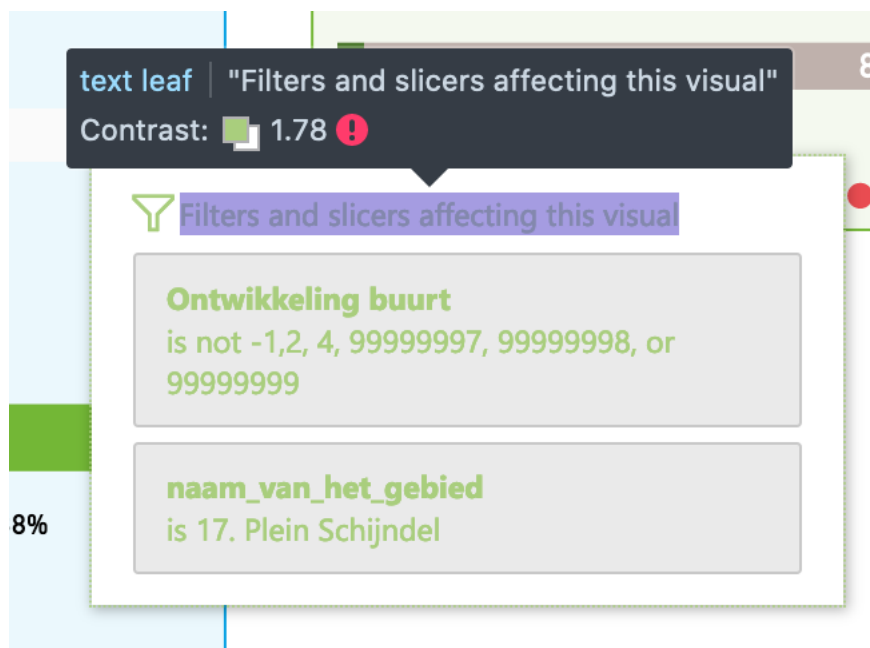 8
text leaf "Filters and slicers affecting this visual"
Contrast: 1.78
Filters and slicers affecting this visual
Ontwikkeling buurt
is not -1,2, 4, 99999997, 99999998, or
99999999
naam_van_het_gebied
is 17. Plein Schijndel
8%